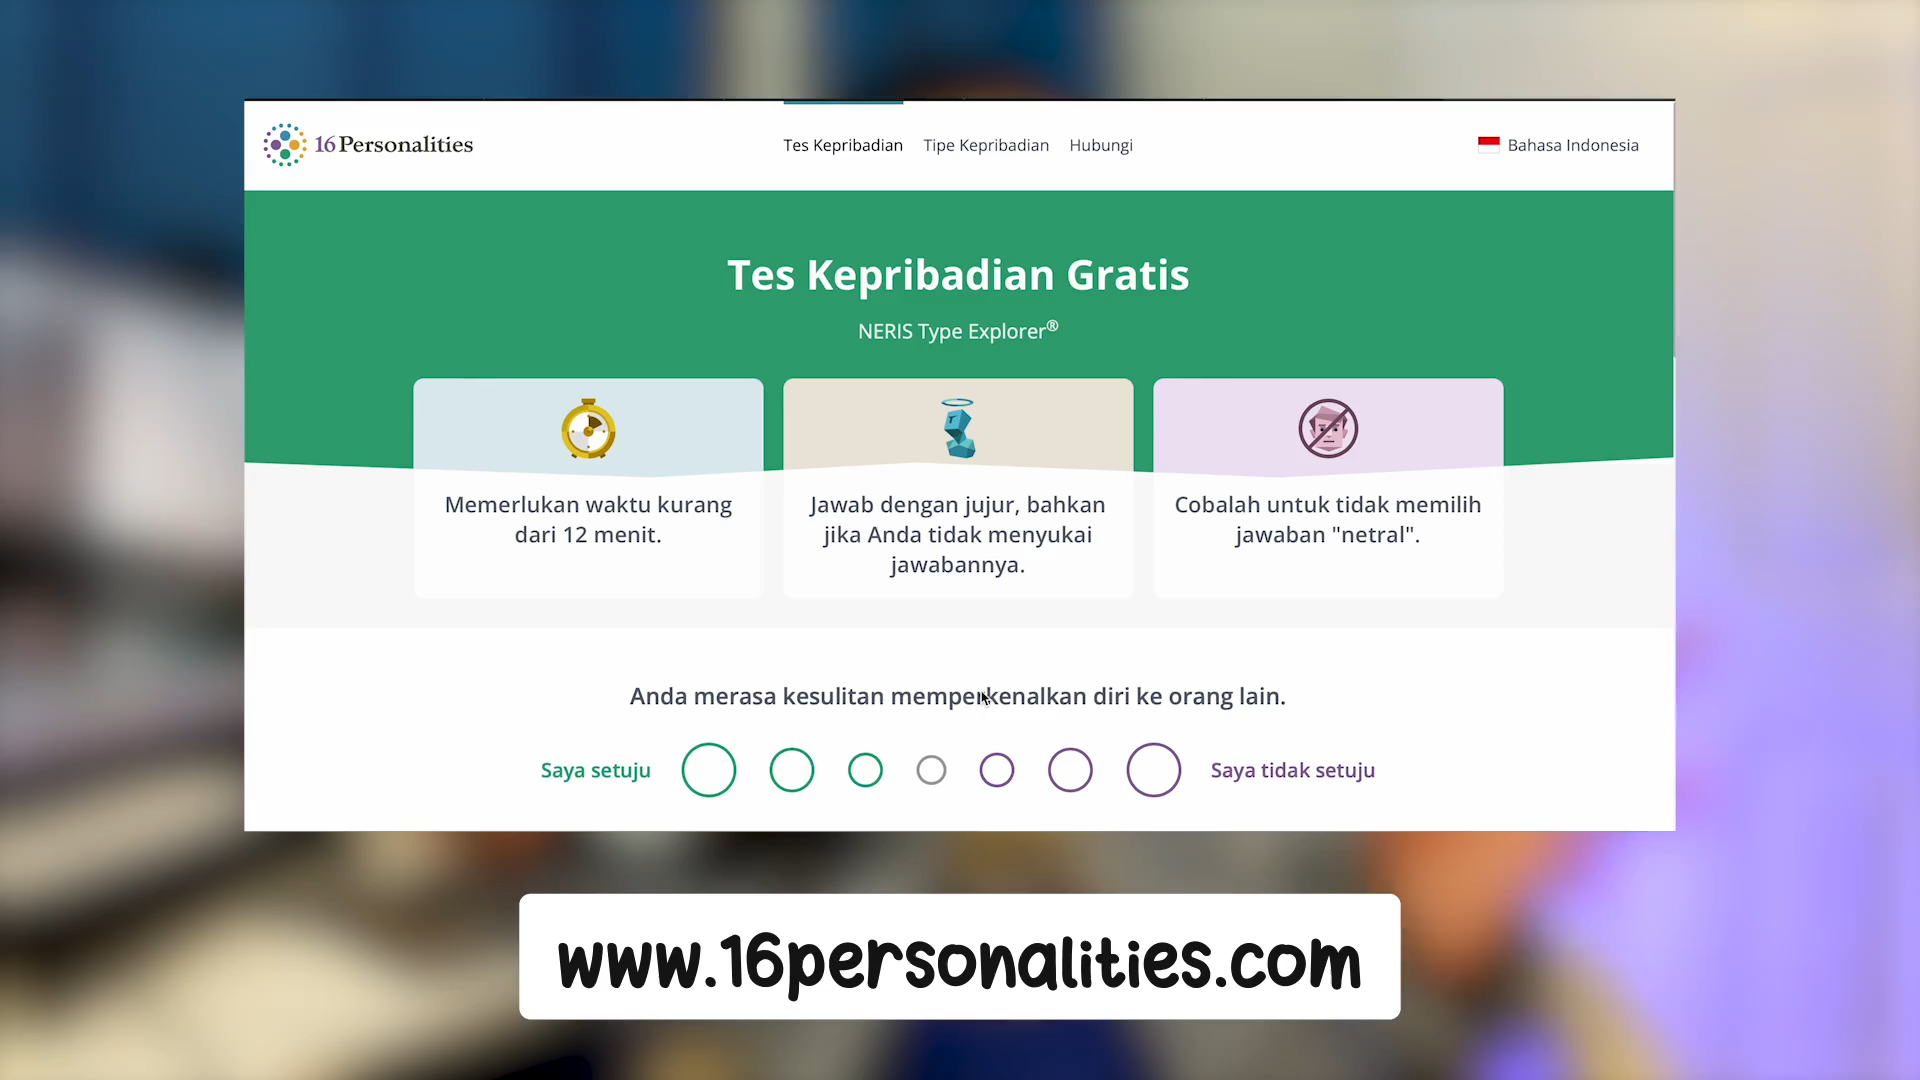 16Personalities
Tes Kepribadian
Tipe Kepribadian
Hubungi
Bahasa Indonesia
Tes Kepribadian Gratis
NERIS Type Explorer®
Memerlukan waktu kurang
dari 12 menit.
Jawab dengan jujur, bahkan
jika Anda tidak menyukai
jawabannya.
Cobalah untuk tidak memilih
jawaban "netral".
Anda merasa kesulitan memperkenalkan diri ke orang lain.
Saya setuju
Saya tidak setuju
www.16personalities.com